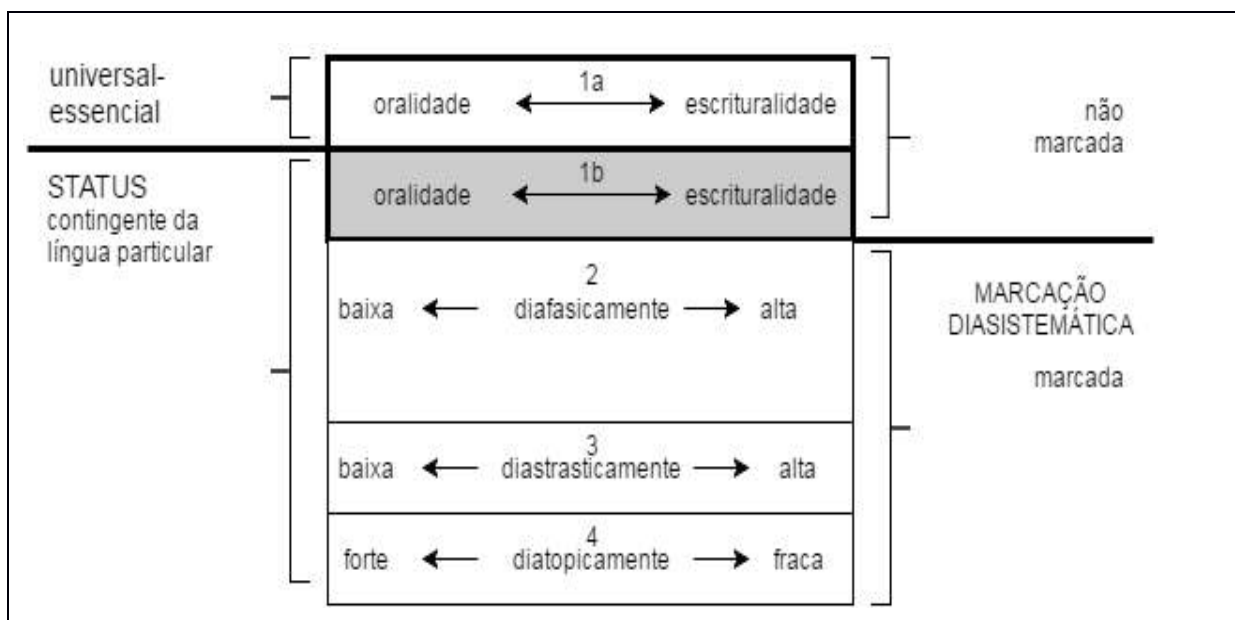 universal-
essencial
1a
oralidade escrituralidade
não
marcada
STATUS
contingente da
língua particular
1b
oralidade escrituralidade
2
baixa diafasicamente alta
MARCAÇÃO
DIASISTEMÁTICA
marcada
3
baixa diastrasticamente alta
4
forte diatopicamente fraca